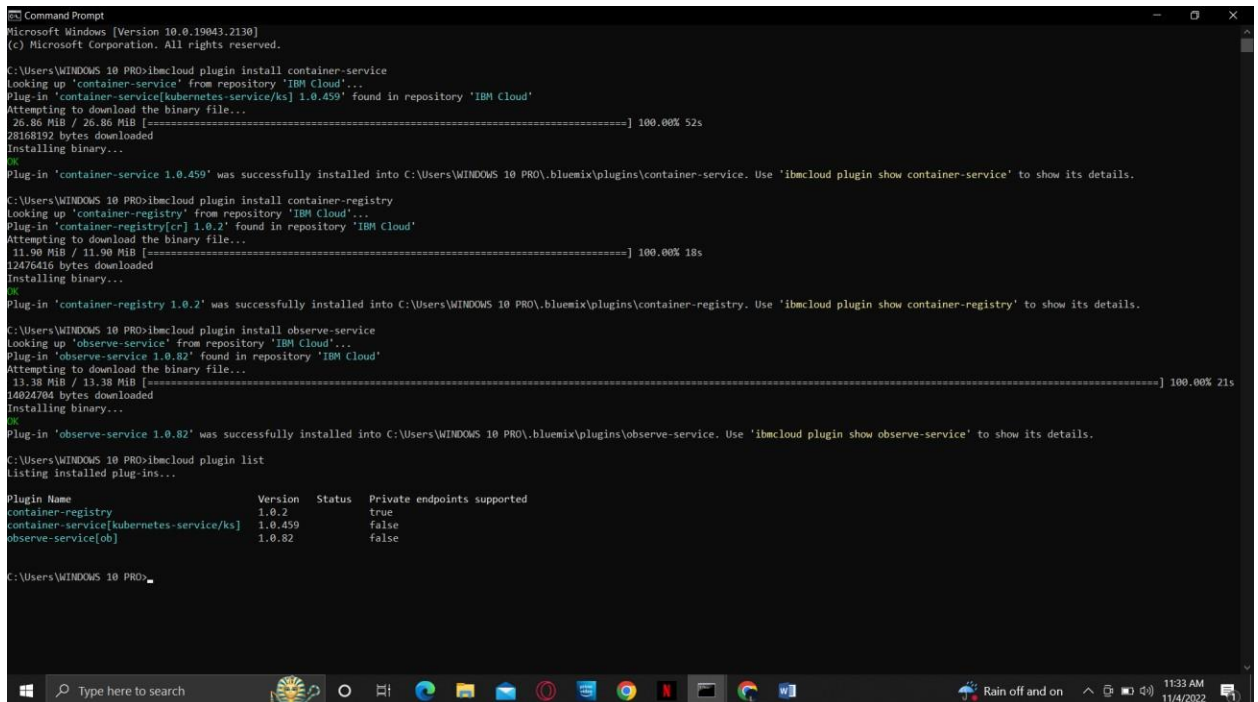 Command Prompt
Microsoft Windows [Version 10.0.19043.2130]
(c) Microsoft Corporation. All rights reserved.
C:\Users\WINDOWS 10 PRO>ibmcloud plugin install container-service
Looking up 'container-service' from repository 'IBM Cloud'...
Plug-in 'container-service[kubernetes-service/ks] 1.0.459' found in repository 'IBM Cloud'
Attempting to download the binary file...
26.86 MiB / 26.86 MiB [=================================================================================] 100.00% 52s
28168192 bytes downloaded
Installing binary...
OK
Plug-in 'container-service 1.0.459' was successfully installed into C:\Users\WINDOWS 10 PRO\.bluemix\plugins\container-service. Use 'ibmcloud plugin show container-service' to show its details.
C:\Users\WINDOWS 10 PRO>ibmcloud plugin install container-registry
Looking up 'container-registry' from repository 'IBM Cloud'...
Plug-in 'container-registry[cr] 1.0.2' found in repository 'IBM Cloud'
Attempting to download the binary file...
11.90 MiB / 11.90 MiB [=================================================================================] 100.00% 18s
12476416 bytes downloaded
Installing binary...
OK
Plug-in 'container-registry 1.0.2' was successfully installed into C:\Users\WINDOWS 10 PRO\.bluemix\plugins\container-registry. Use 'ibmcloud plugin show container-registry' to show its details.
C:\Users\WINDOWS 10 PRO>ibmcloud plugin install observe-service
Looking up 'observe-service' from repository 'IBM Cloud'...
Plug-in 'observe-service 1.0.82' found in repository 'IBM Cloud'
Attempting to download the binary file...
13.38 MiB / 13.38 MiB [===========================================================================================================================================================================] 100.00% 21s
14024704 bytes downloaded
Installing binary...
OK
Plug-in 'observe-service 1.0.82' was successfully installed into C:\Users\WINDOWS 10 PRO\.bluemix\plugins\observe-service. Use 'ibmcloud plugin show observe-service' to show its details.
C:\Users\WINDOWS 10 PRO>ibmcloud plugin list
Listing installed plug-ins...
Plugin Name Version Status Private endpoints supported
container-registry 1.0.2 true
container-service[kubernetes-service/ks] 1.0.459 false
observe-service[ob] 1.0.82 false
C:\Users\WINDOWS 10 PRO>
Type here to search
Rain off and on
11:33 AM
11/4/2022